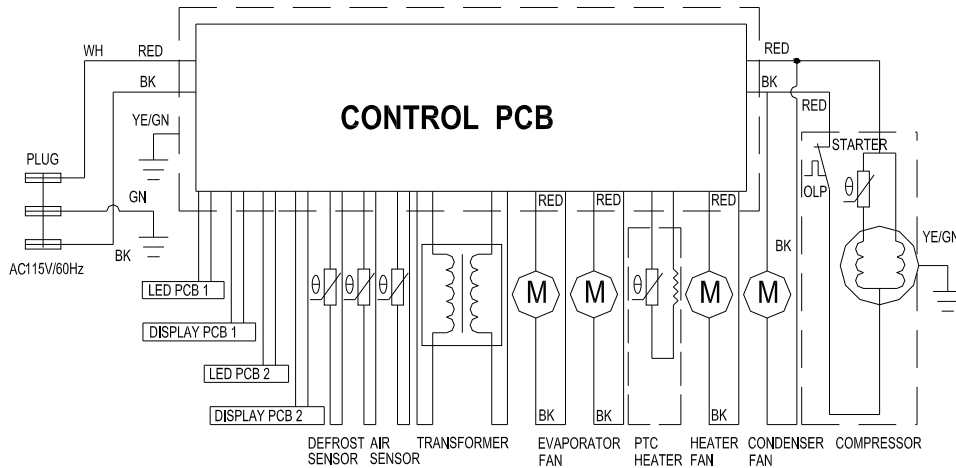 WH
RED
BK
YE/GN
PLUG
GN
BK
AC115V/60Hz
CONTROL PCB
RED
BK
RED
STARTER
OLP
θ
YE/GN
BK
RED
RED
RED
RED
LED PCB 1
DISPLAY PCB 1
LED PCB 2
DISPLAY PCB 2
θ
θ
θ
M
M
θ
M
M
BK
BK
BK
DEFROST
SENSOR
AIR
SENSOR
TRANSFORMER
EVAPORATOR
FAN
PTC
HEATER
HEATER
FAN
CONDENSER
FAN
COMPRESSOR